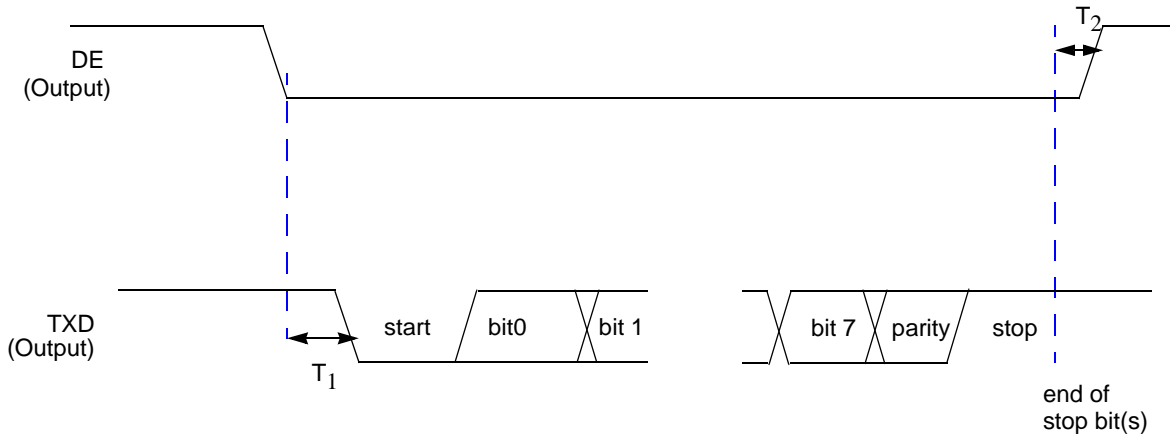 T2
DE
(Output)
TXD
(Output)
start
bit0
bit 1
bit 7
parity
stop
T1
end of
stop bit(s)